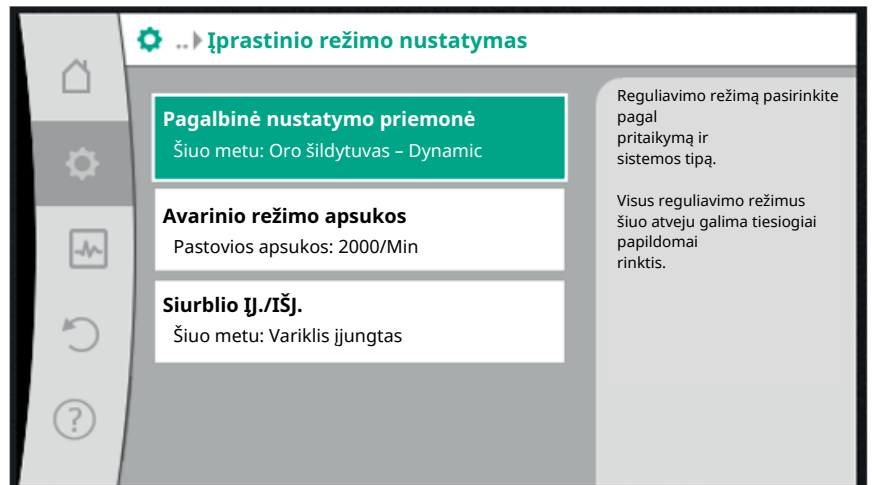 .. Įprastinio režimo nustatymas
Pagalbinė nustatymo priemonė
Šiuo metu: Oro šildytuvas – Dynamic
Avarinio režimo apsukos
Pastovios apsukos: 2000/Min
Siurblio ĮJ./IŠJ.
Šiuo metu: Variklis įjungtas
Reguliavimo režimą pasirinkite
pagal
pritaikymą ir
sistemos tipą.
Visus reguliavimo režimus
šiuo atveju galima tiesiogiai
papildomai
rinktis.
?